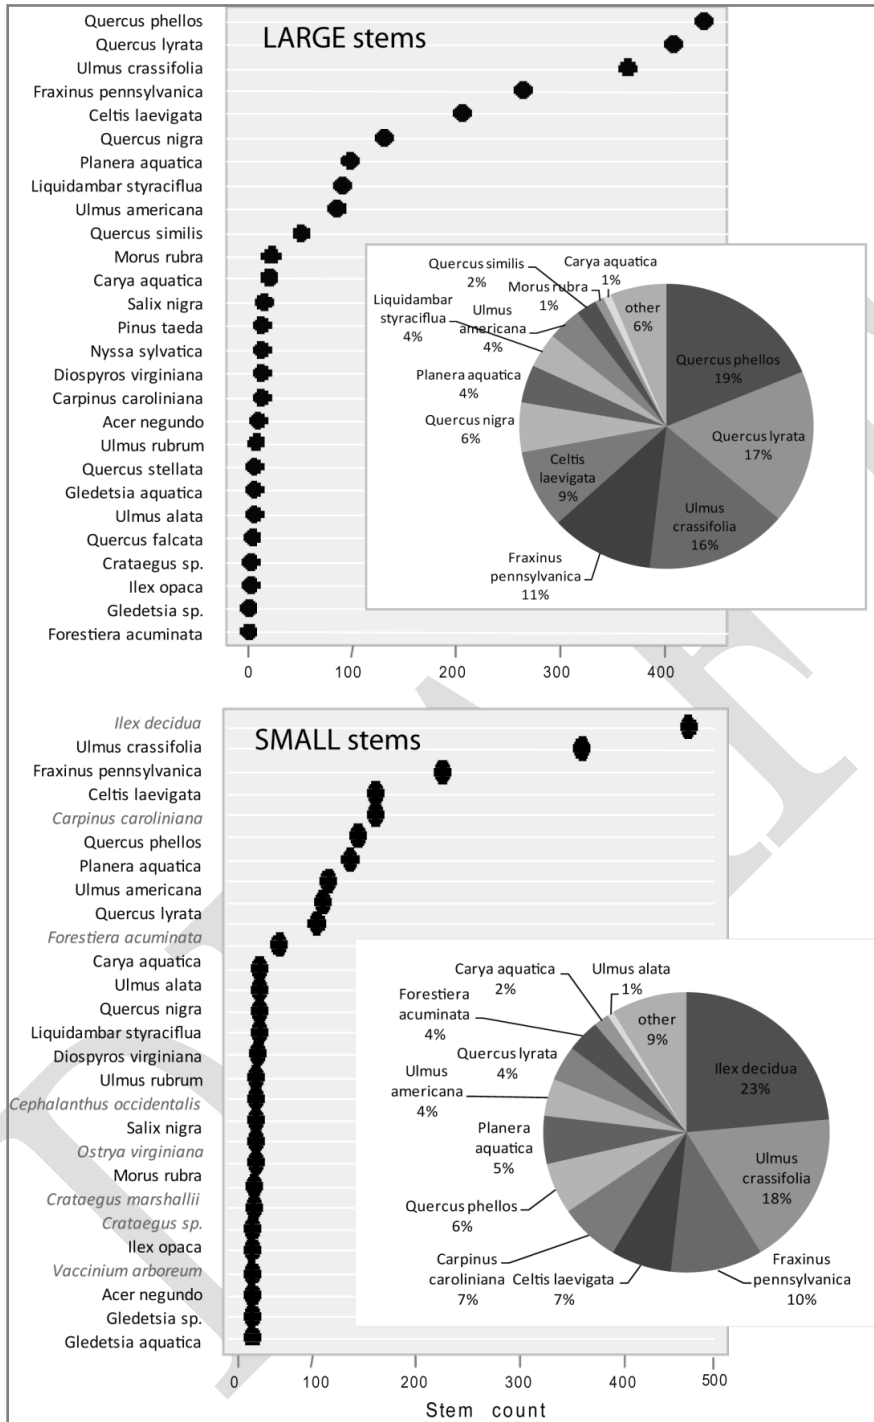 LARGE stems
Quercus phellos
Quercus lyrata
Ulmus crassifolia
Fraxinus pennsylvanica
Celtis laevigata
Quercus nigra
Planera aquatica
Liquidambar styraciflua
Ulmus americana
Quercus similis
Morus rubra
Carya aquatica
Salix nigra
Pinus taeda
Nyssa sylvatica
Diospyros virginiana
Carpinus caroliniana
Acer negundo
Ulmus rubrum
Quercus stellata
Gledetsia aquatica
Ulmus alata
Quercus falcata
Crataegus sp.
Ilex opaca
Gledetsia sp.
Forestiera acuminata
0 100 200 300 400
Quercus similis
2%
Carya aquatica
1%
Morus rubra
1%
Liquidambar
styraciflua
4%
Ulmus
americana
4%
other
6%
Quercus phellos
19%
Planera aquatica
4%
Quercus nigra
6%
Quercus lyrata
17%
Celtis
laevigata
9%
Ulmus
crassifolia
16%
Fraxinus
pennsylvanica
11%
SMALL stems
Ilex decidua
Ulmus crassifolia
Fraxinus pennsylvanica
Celtis laevigata
Carpinus caroliniana
Quercus phellos
Planera aquatica
Ulmus americana
Quercus lyrata
Forestiera acuminata
Carya aquatica
Ulmus alata
Quercus nigra
Liquidambar styraciflua
Diospyros virginiana
Ulmus rubrum
Cephalanthus occidentalis
Salix nigra
Ostrya virginiana
Morus rubra
Crataegus marshallii
Crataegus sp.
Ilex opaca
Vaccinium arboreum
Acer negundo
Gledetsia sp.
Gledetsia aquatica
0 100 200 300 400 500
Stem count
Carya aquatica
2%
Ulmus alata
1%
Forestiera
acuminata
4%
other
9%
Quercus lyrata
4%
Ilex decidua
23%
Ulmus
americana
4%
Planera
aquatica
5%
Ulmus
crassifolia
18%
Quercus phellos
6%
Carpinus
caroliniana
7%
Celtis laevigata
7%
Fraxinus
pennsylvanica
10%